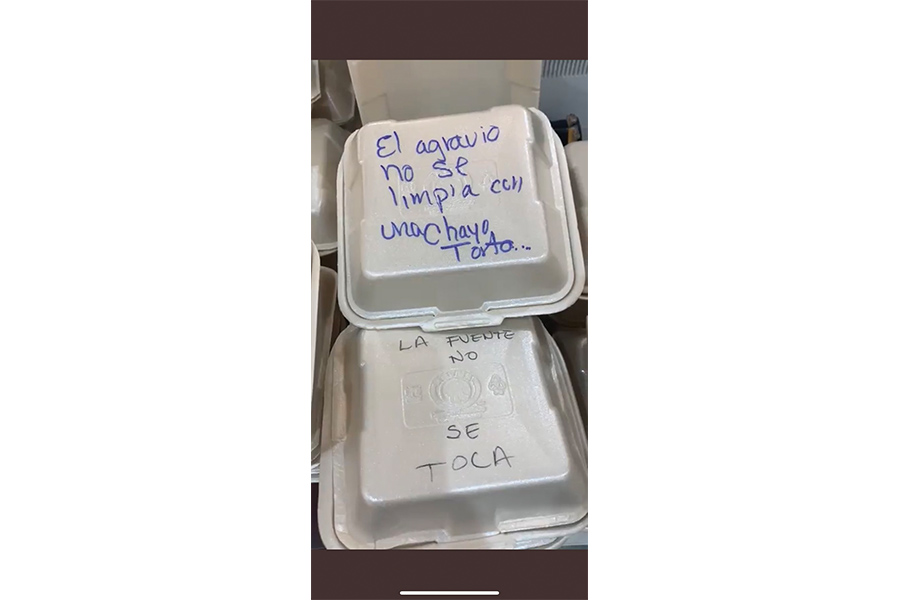 El agravio
no se
limpia con
una Chayo
Torta...
LA FUENTE
NO
SE
TOCA